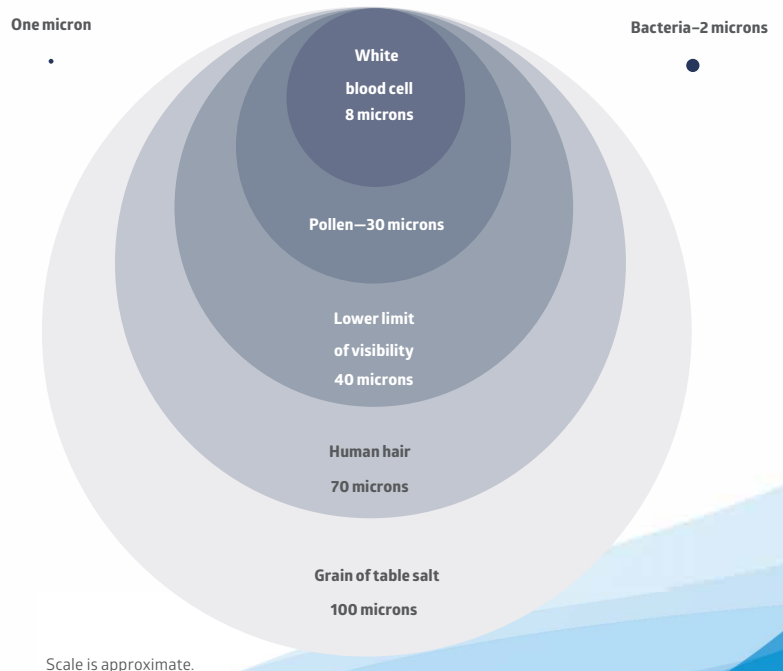 One micron
Bacteria–2 microns
White
blood cell
8 microns
Pollen—30 microns
Lower limit
of visibility
40 microns
Human hair
70 microns
Grain of table salt
100 microns
Scale is approximate.